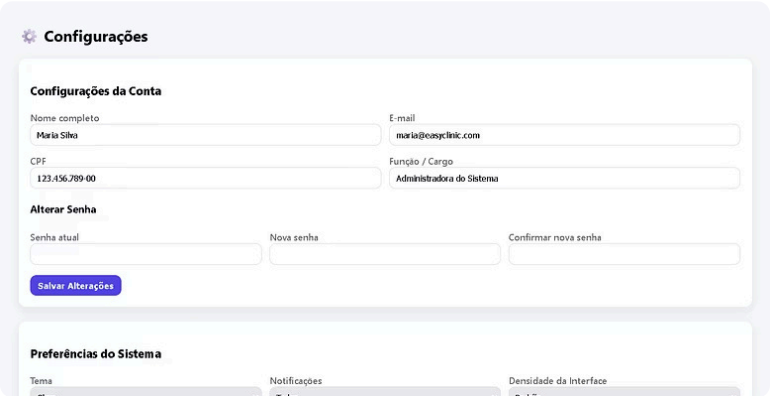 Configurações
Configurações da Conta
Nome completo E-mail
Maria Silva maria@easyclinic.com
CPF Função / Cargo
123.456.789-00 Administradora do Sistema
Alterar Senha
Senha atual Nova senha Confirmar nova senha
Salvar Alterações
Preferências do Sistema
Tema Notificações Densidade da Interface